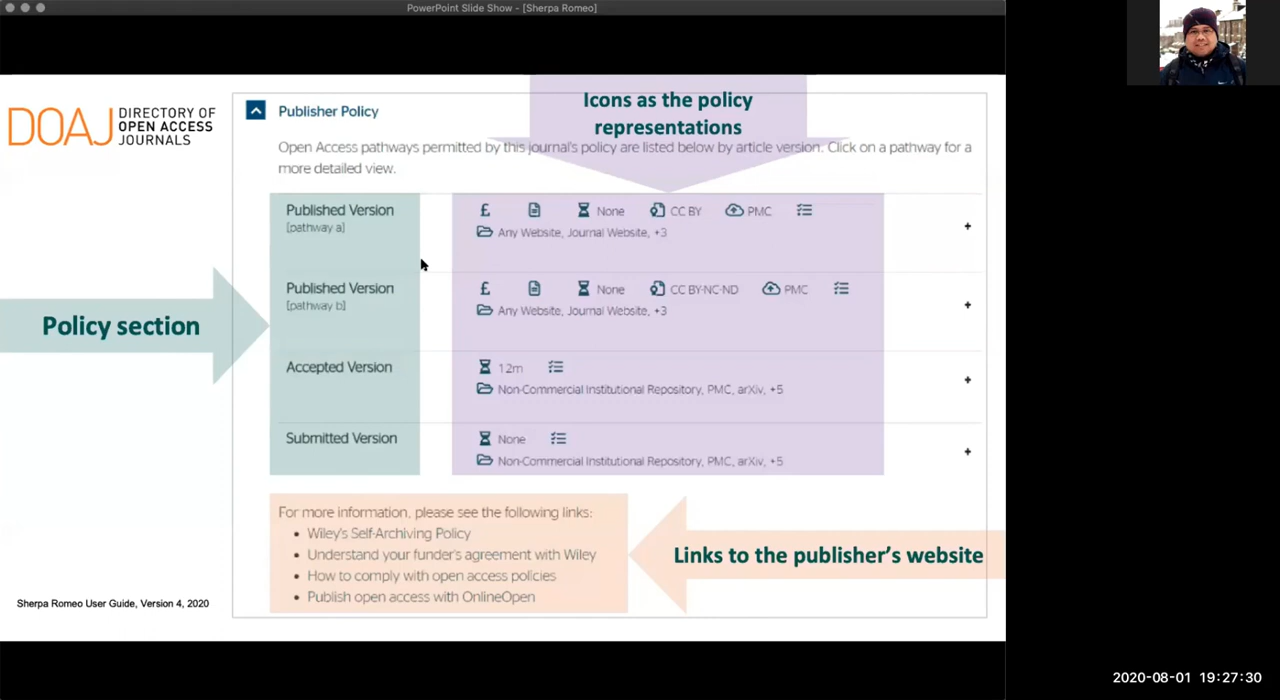 PowerPoint Slide Show - [Sherpa Romeo]
DOAJ DIRECTORY OF
OPEN ACCESS
JOURNALS
Publisher Policy
Icons as the policy
representations
Open Access pathways permitted by this journal's policy are listed below by article version. Click on a pathway for a
more detailed view.
Published Version
[pathway a]
£ None CC BY PMC
Any Website, Journal Website, +3
+
Published Version
[pathway b]
£ None CC BY-NC-ND PMC
Any Website, Journal Website, +3
+
Policy section
Accepted Version
12m
Non-Commercial Institutional Repository, PMC, arXiv, +5
+
Submitted Version
None
Non-Commercial Institutional Repository, PMC, arXiv, +5
+
For more information, please see the following links:
• Wiley's Self-Archiving Policy
• Understand your funder's agreement with Wiley
• How to comply with open access policies
• Publish open access with OnlineOpen
Links to the publisher’s website
Sherpa Romeo User Guide, Version 4, 2020
2020-08-01 19:27:30